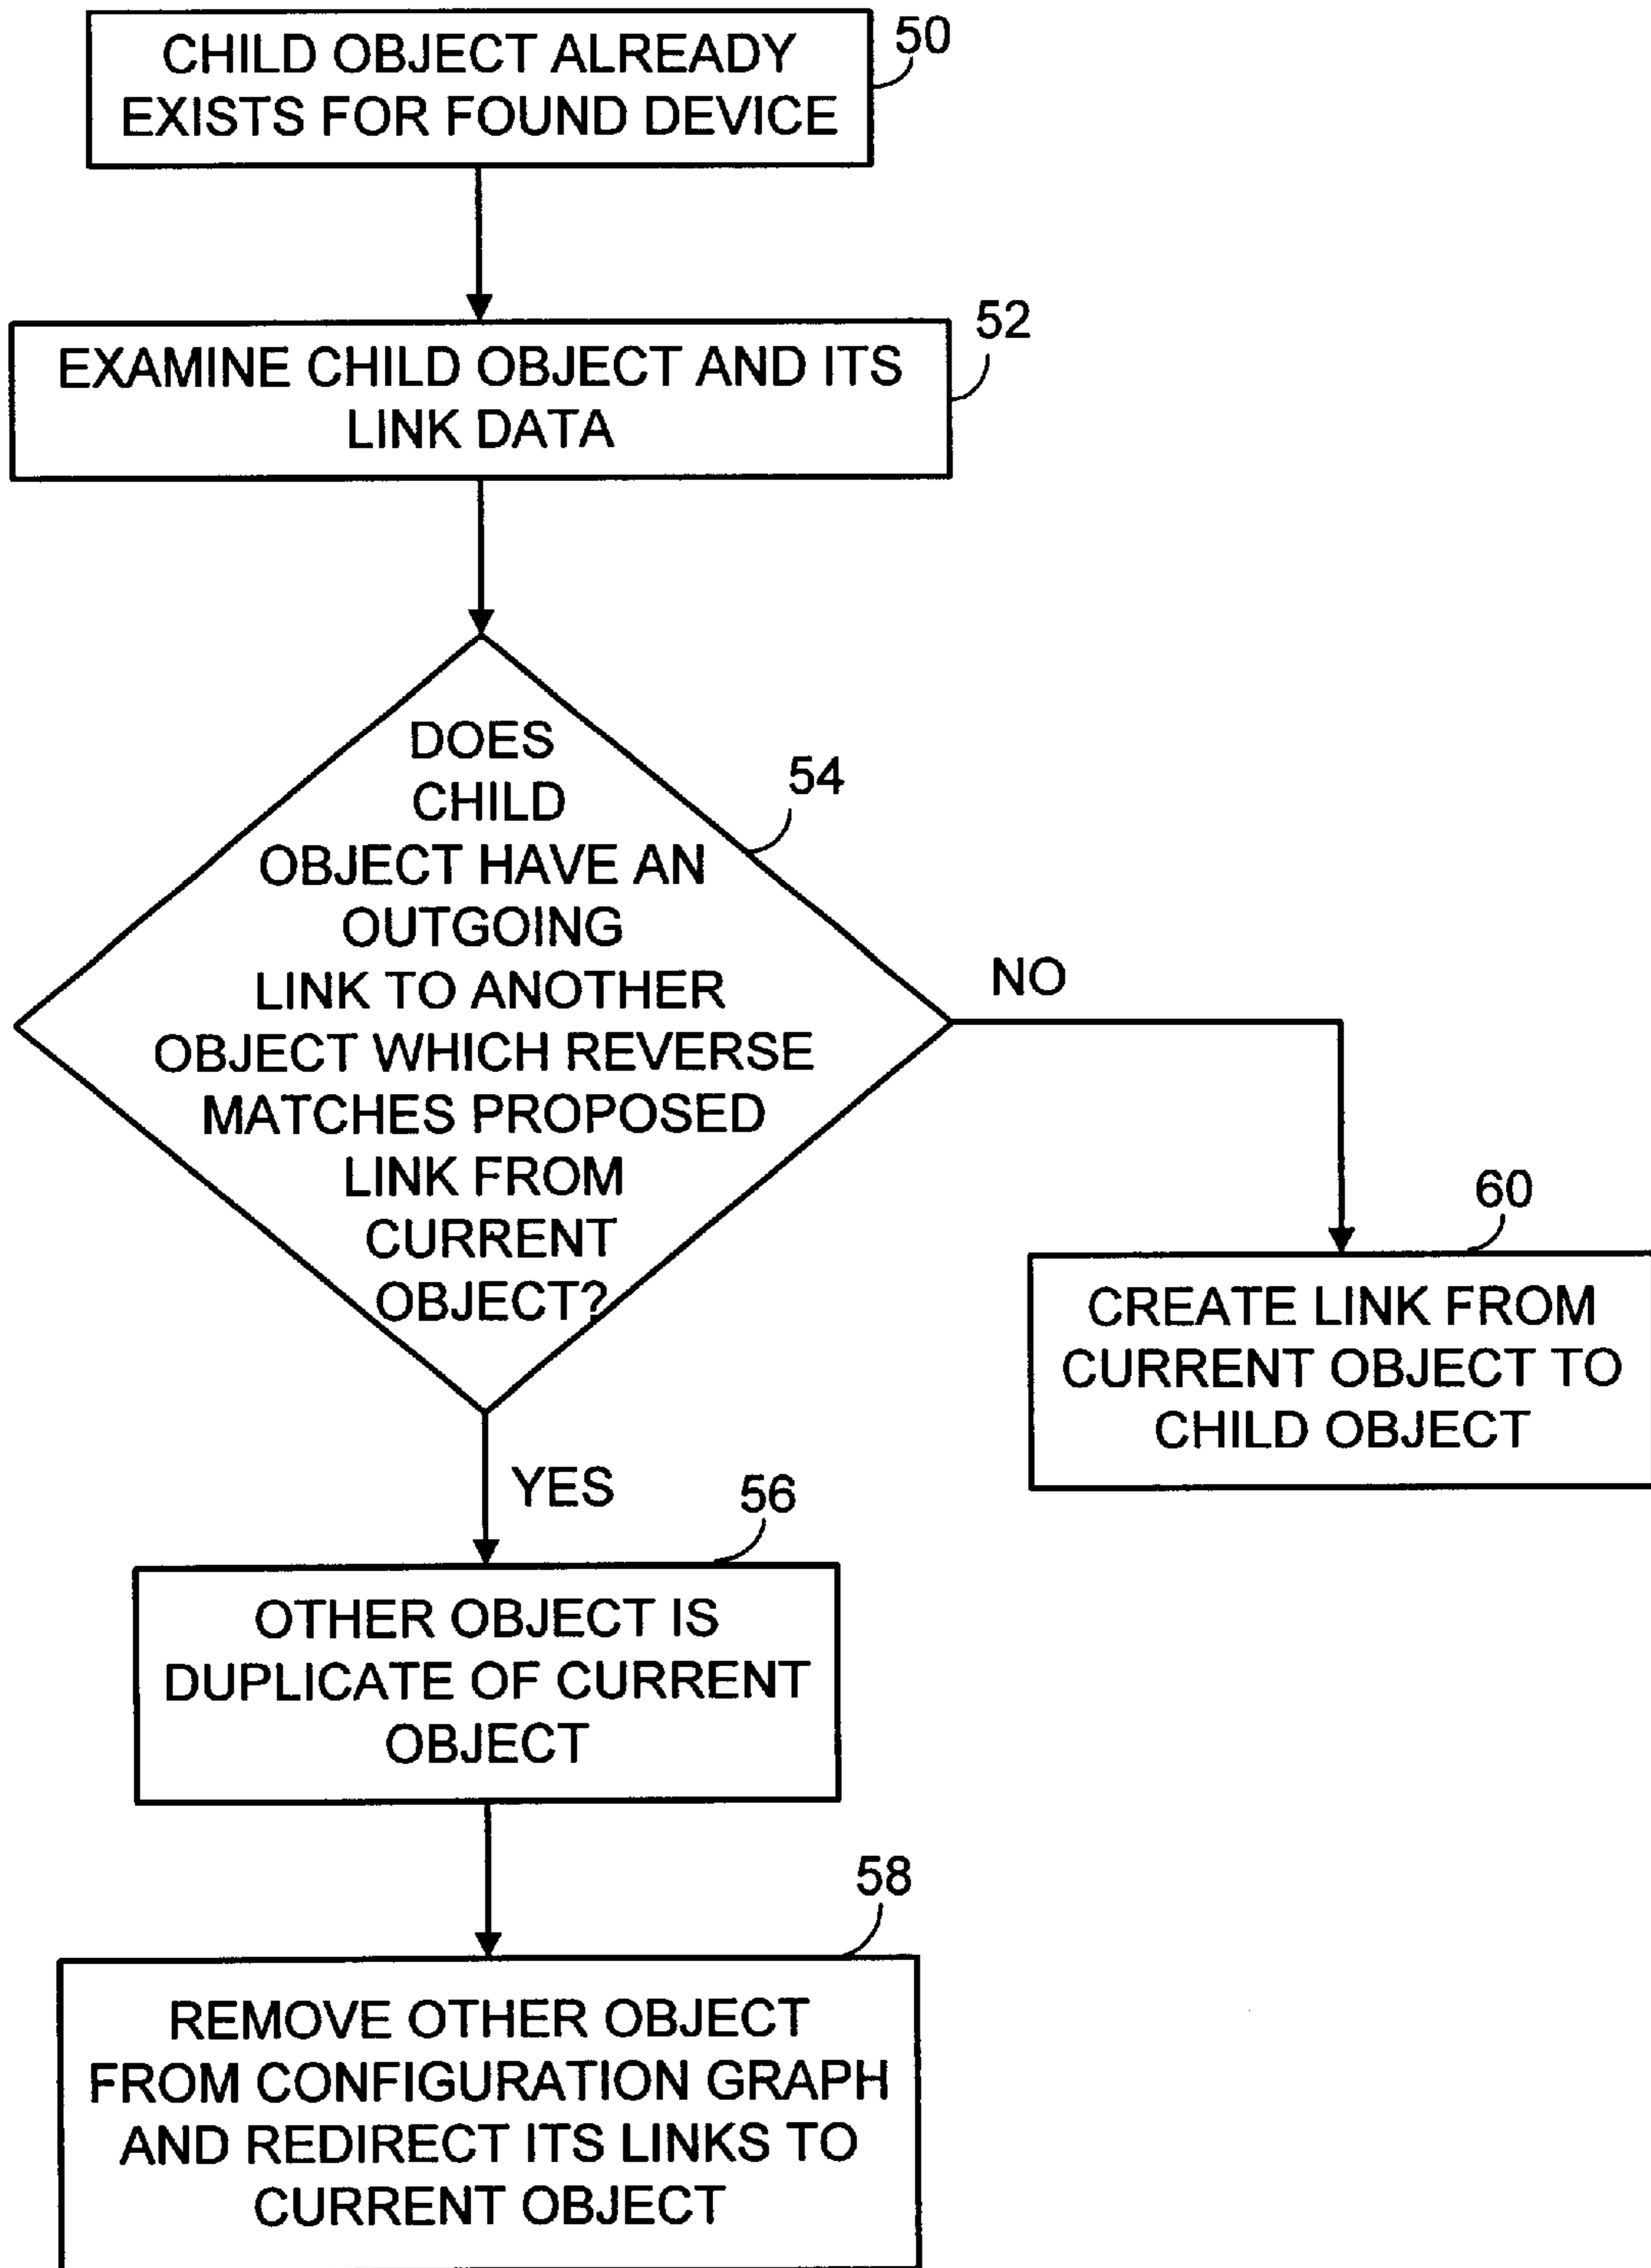 CHILD OBJECT ALREADY
EXISTS FOR FOUND DEVICE
50
EXAMINE CHILD OBJECT AND ITS
LINK DATA
52
DOES
CHILD
OBJECT HAVE AN
OUTGOING
LINK TO ANOTHER
OBJECT WHICH REVERSE
MATCHES PROPOSED
LINK FROM
CURRENT
OBJECT?
54
NO
60
CREATE LINK FROM
CURRENT OBJECT TO
CHILD OBJECT
YES
56
OTHER OBJECT IS
DUPLICATE OF CURRENT
OBJECT
58
REMOVE OTHER OBJECT
FROM CONFIGURATION GRAPH
AND REDIRECT ITS LINKS TO
CURRENT OBJECT